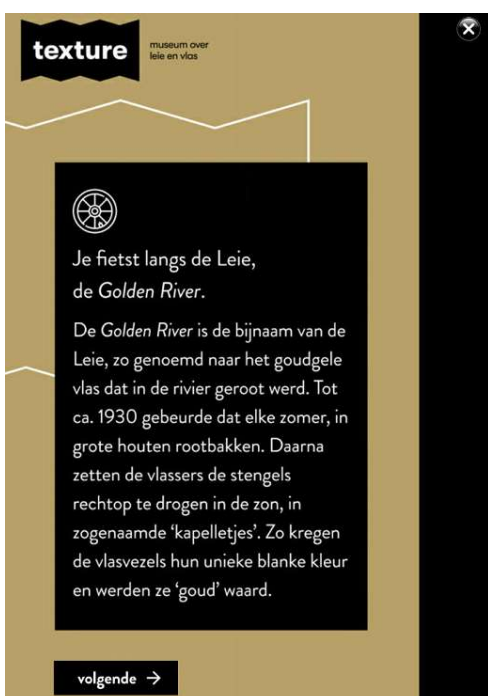 texture
museum over
leie en vlas
Je fietst langs de Leie,
de Golden River.
De Golden River is de bijnaam van de
Leie, zo genoemd naar het goudgele
vlas dat in de rivier geroot werd. Tot
ca. 1930 gebeurde dat elke zomer, in
grote houten rootbakken. Daarna
zetten de vlassers de stengels
rechtop te drogen in de zon, in
zogenaamde ‘kapelletjes’. Zo kregen
de vlasvezels hun unieke blanke kleur
en werden ze ‘goud’ waard.
volgende →